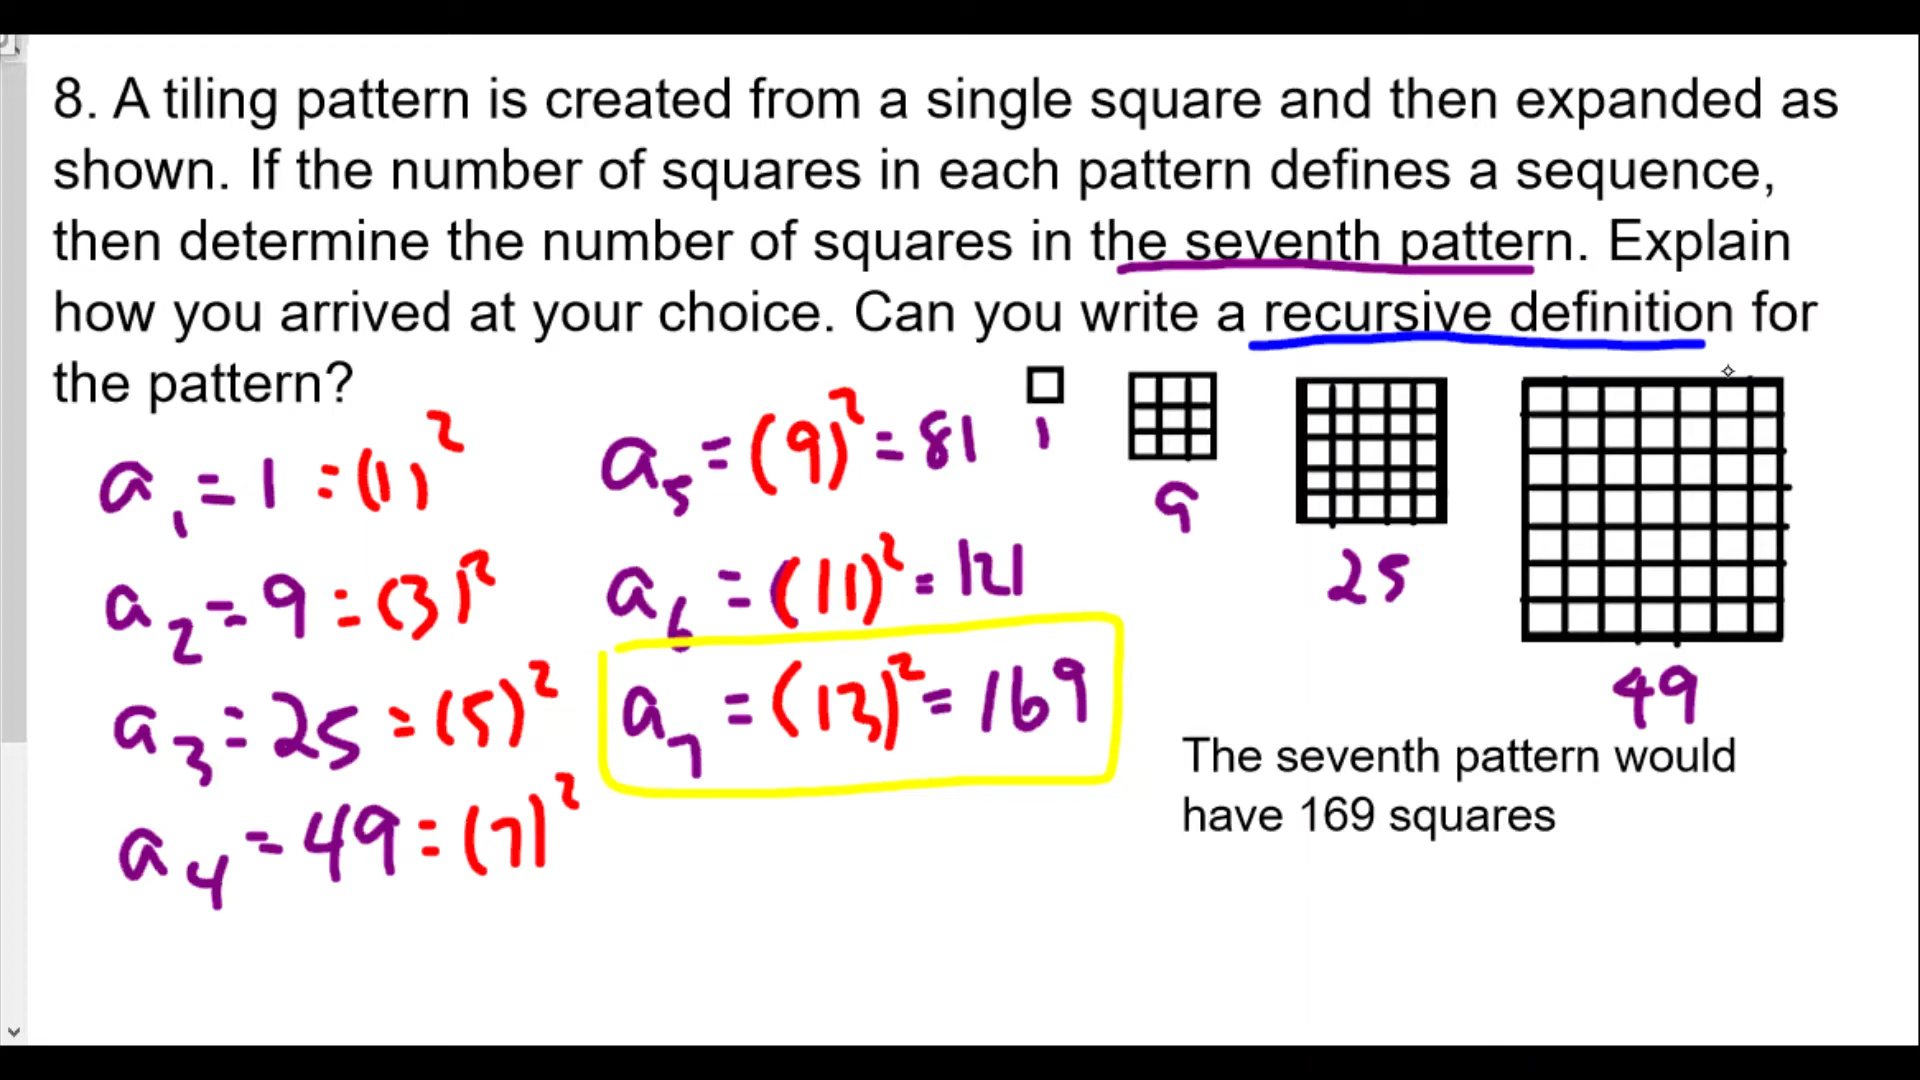 8. A tiling pattern is created from a single square and then expanded as
shown. If the number of squares in each pattern defines a sequence,
then determine the number of squares in the seventh pattern. Explain
how you arrived at your choice. Can you write a recursive definition for
the pattern?
a₁ = 1 = (1)²
a₂ = 9 = (3)²
a₃ = 25 = (5)²
a₄ = 49 = (7)²
a₅ = (9)² = 81
a₆ = (11)² = 121
a₇ = (13)² = 169
1
9
25
49
The seventh pattern would
have 169 squares